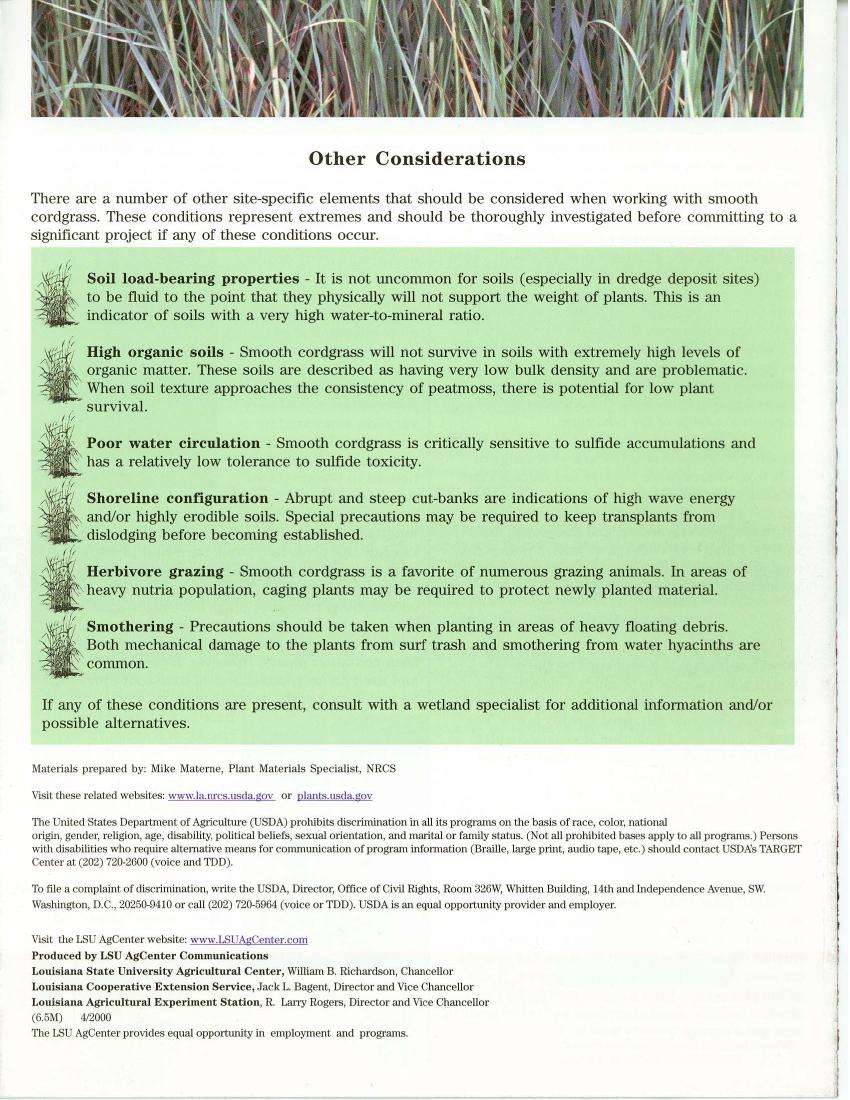 Other Considerations
There are a number of other site-specific elements that should be considered when working with smooth
cordgrass. These conditions represent extremes and should be thoroughly investigated before committing to a
significant project if any of these conditions occur.
Soil load-bearing properties - It is not uncommon for soils (especially in dredge deposit sites)
to be fluid to the point that they physically will not support the weight of plants. This is an
indicator of soils with a very high water-to-mineral ratio.
High organic soils - Smooth cordgrass will not survive in soils with extremely high levels of
organic matter. These soils are described as having very low bulk density and are problematic.
When soil texture approaches the consistency of peatmoss, there is potential for low plant
survival.
Poor water circulation - Smooth cordgrass is critically sensitive to sulfide accumulations and
has a relatively low tolerance to sulfide toxicity.
Shoreline configuration - Abrupt and steep cut-banks are indications of high wave energy
and/or highly erodible soils. Special precautions may be required to keep transplants from
dislodging before becoming established.
Herbivore grazing - Smooth cordgrass is a favorite of numerous grazing animals. In areas of
heavy nutria population, caging plants may be required to protect newly planted material.
Smothering - Precautions should be taken when planting in areas of heavy floating debris.
Both mechanical damage to the plants from surf trash and smothering from water hyacinths are
common.
If any of these conditions are present, consult with a wetland specialist for additional information and/or
possible alternatives.
Materials prepared by: Mike Materne, Plant Materials Specialist, NRCS
Visit these related websites: www.la.nrcs.usda.gov or plants.usda.gov
The United States Department of Agriculture (USDA) prohibits discrimination in all its programs on the basis of race, color, national
origin, gender, religion, age, disability, political beliefs, sexual orientation, and marital or family status. (Not all prohibited bases apply to all programs.) Persons
with disabilities who require alternative means for communication of program information (Braille, large print, audio tape, etc.) should contact USDA's TARGET
Center at (202) 720-2600 (voice and TDD).
To file a complaint of discrimination, write the USDA, Director, Office of Civil Rights, Room 326W, Whitten Building, 14th and Independence Avenue, SW.
Washington, D.C., 20250-9410 or call (202) 720-5964 (voice or TDD). USDA is an equal opportunity provider and employer.
Visit the LSU AgCenter website: www.LSUAgCenter.com
Produced by LSU AgCenter Communications
Louisiana State University Agricultural Center, William B. Richardson, Chancellor
Louisiana Cooperative Extension Service, Jack L. Bagent, Director and Vice Chancellor
Louisiana Agricultural Experiment Station, R. Larry Rogers, Director and Vice Chancellor
(6.5M) 4/2000
The LSU AgCenter provides equal opportunity in employment and programs.